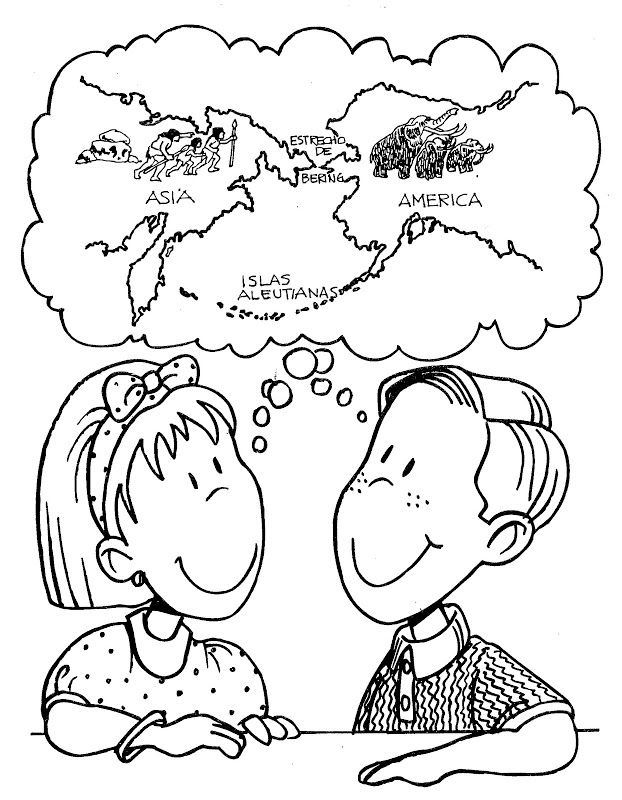 ESTRECHO
DE
BERING
ASIA
AMERICA
ISLAS
ALEUTIANAS